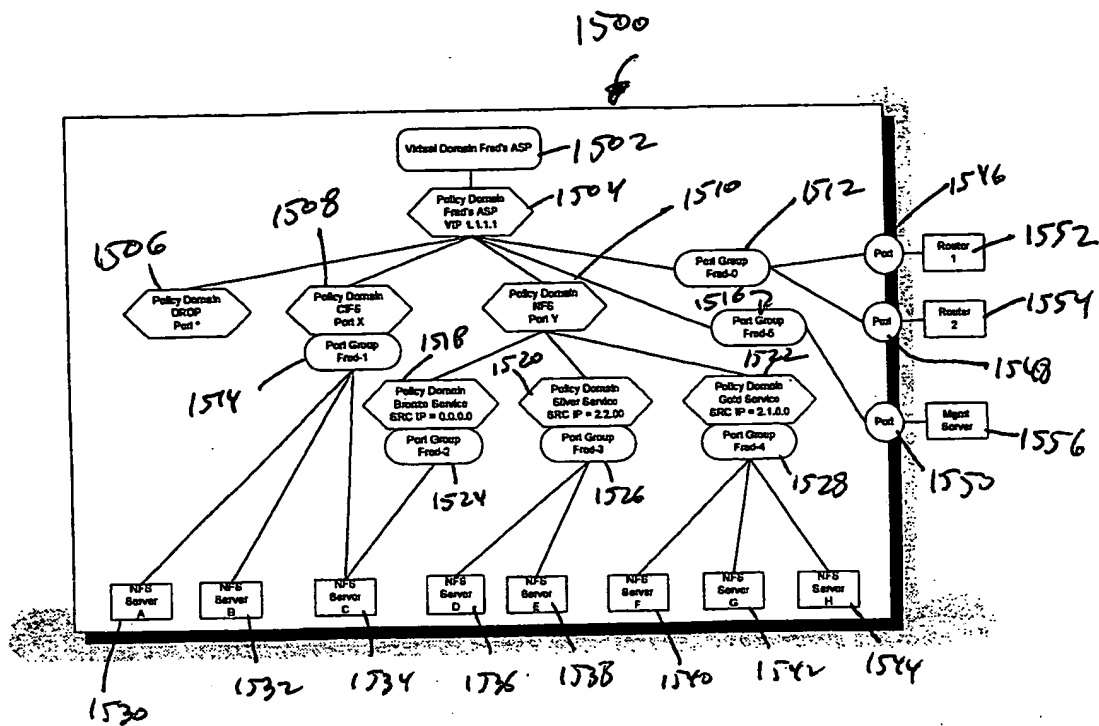 1500
Virtual Domain Fred's ASP
1502
Policy Domain
Fred's ASP
VIP 1.1.1.1
1504
1510
1512
1546
1508
1506
Port Group
Fred-0
Port
Router
1
1552
Policy Domain
DROP
Port *
Policy Domain
CIFS
Port X
Policy Domain
NFS
Port Y
1516
Port Group
Fred-5
Port
Router
2
1554
1548
Port Group
Fred-1
1514
1518
1520
1522
Policy Domain
Bronze Service
SRC IP = 0.0.0.0
Policy Domain
Silver Service
SRC IP = 2.2.00
Policy Domain
Gold Service
SRC IP = 2.1.0.0
Port
Mgmt
Server
1556
1550
Port Group
Fred-2
Port Group
Fred-3
Port Group
Fred-4
1524
1526
1528
NFS
Server
A
NFS
Server
B
NFS
Server
C
NFS
Server
D
NFS
Server
E
NFS
Server
F
NFS
Server
G
NFS
Server
H
1530
1532
1534
1536
1538
1540
1542
1544